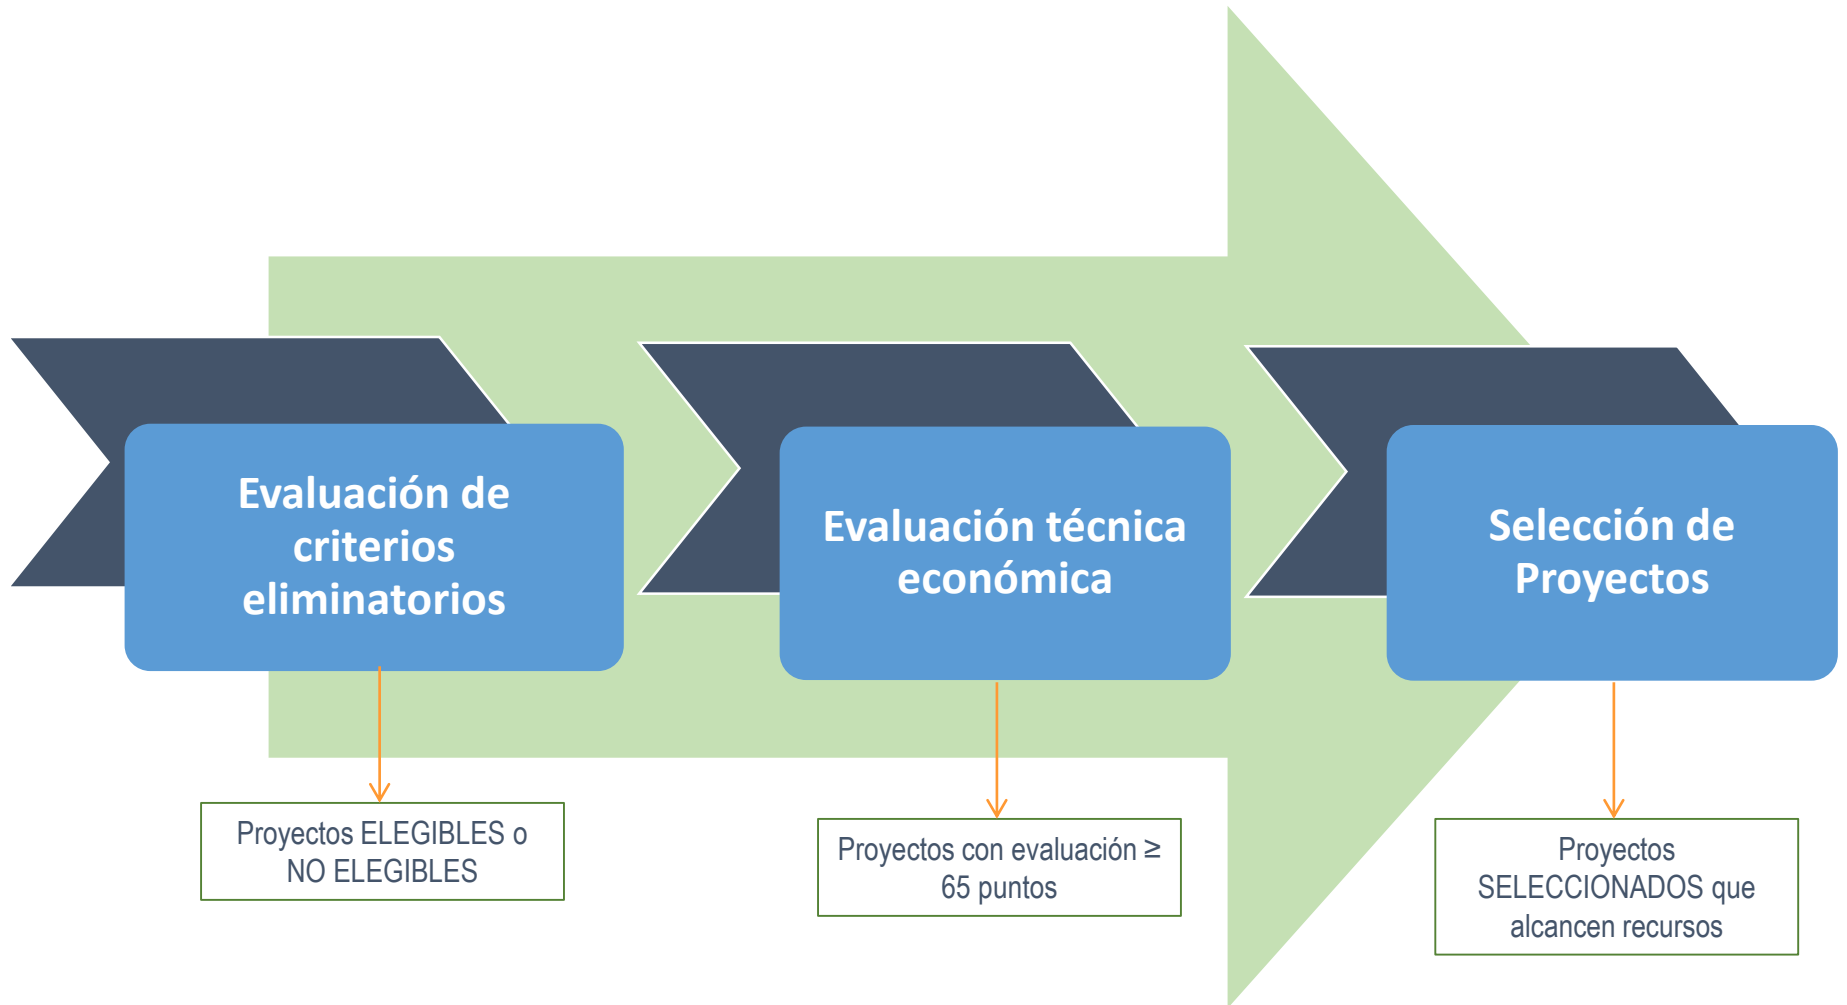 Evaluación de
criterios
eliminatorios
Evaluación técnica
económica
Selección de
Proyectos
Proyectos ELEGIBLES o
NO ELEGIBLES
Proyectos con evaluación ≥
65 puntos
Proyectos
SELECCIONADOS que
alcancen recursos